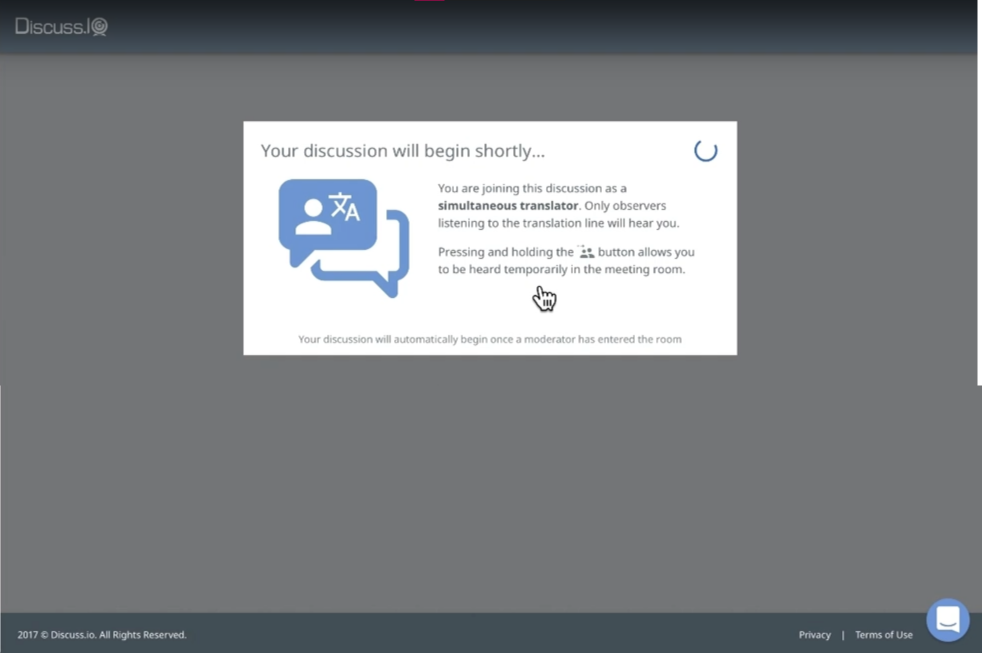 Discuss.IO
Your discussion will begin shortly...
文A
You are joining this discussion as a
simultaneous translator. Only observers
listening to the translation line will hear you.
Pressing and holding the button allows you
to be heard temporarily in the meeting room.
Your discussion will automatically begin once a moderator has entered the room
2017 © Discuss.io. All Rights Reserved.
Privacy | Terms of Use